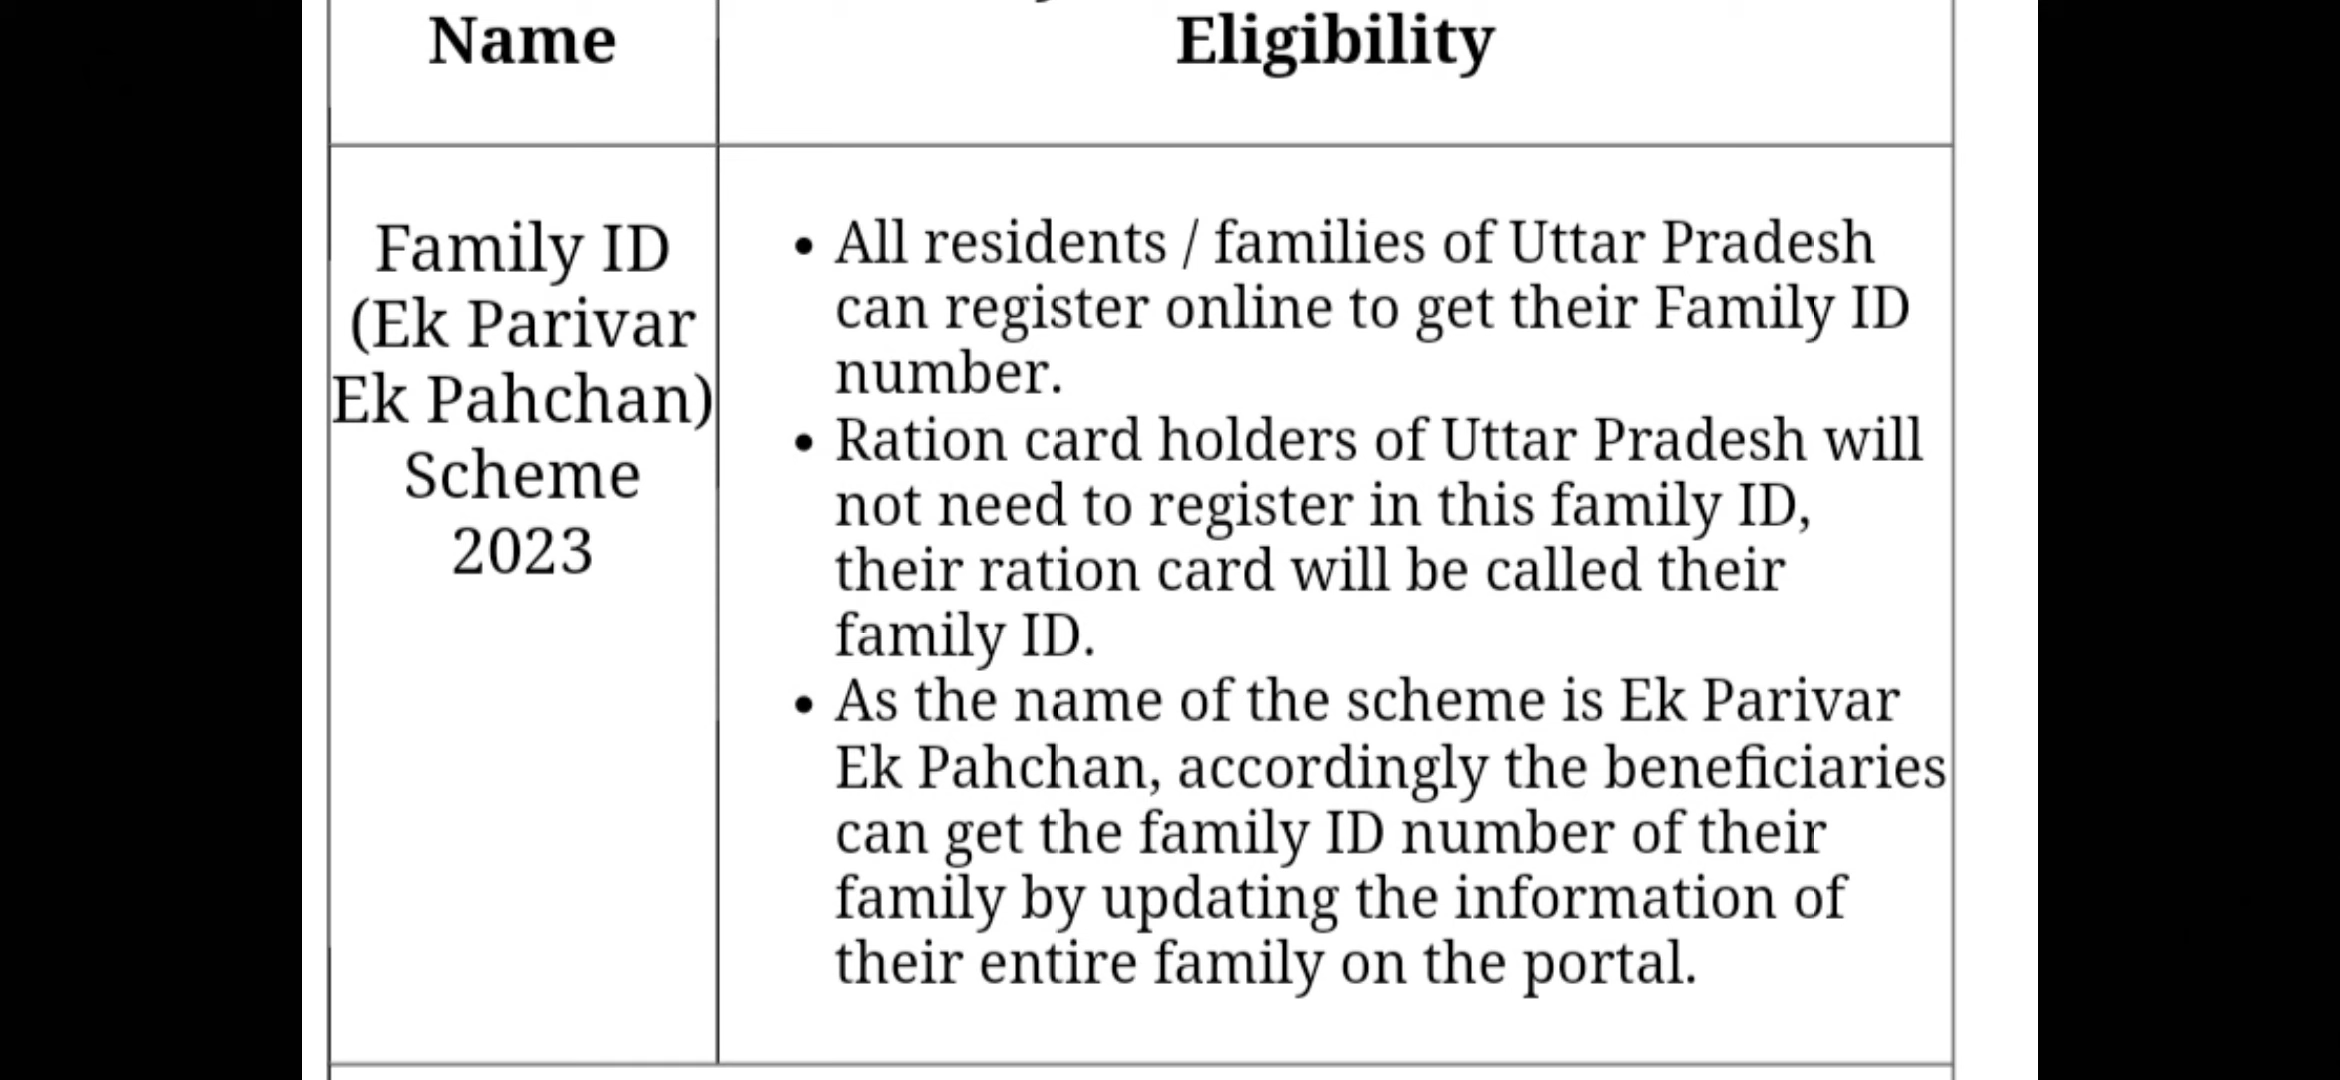 Name
Eligibility
Family ID
(Ek Parivar
Ek Pahchan)
Scheme
2023
• All residents / families of Uttar Pradesh
can register online to get their Family ID
number.
• Ration card holders of Uttar Pradesh will
not need to register in this family ID,
their ration card will be called their
family ID.
• As the name of the scheme is Ek Parivar
Ek Pahchan, accordingly the beneficiaries
can get the family ID number of their
family by updating the information of
their entire family on the portal.